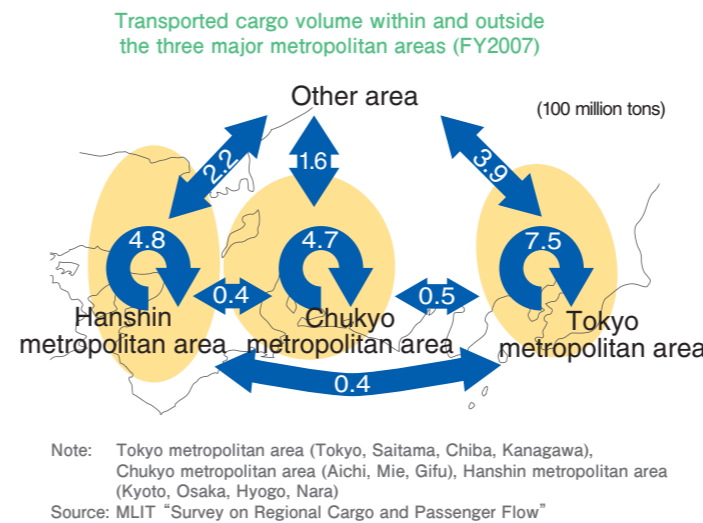 Transported cargo volume within and outside
the three major metropolitan areas (FY2007)
Other area
(100 million tons)
2.2
1.6
3.9
4.8
4.7
7.5
0.4
0.5
Hanshin
metropolitan area
Chukyo
metropolitan area
Tokyo
metropolitan area
0.4
Note: Tokyo metropolitan area (Tokyo, Saitama, Chiba, Kanagawa),
Chukyo metropolitan area (Aichi, Mie, Gifu), Hanshin metropolitan area
(Kyoto, Osaka, Hyogo, Nara)
Source: MLIT “Survey on Regional Cargo and Passenger Flow”